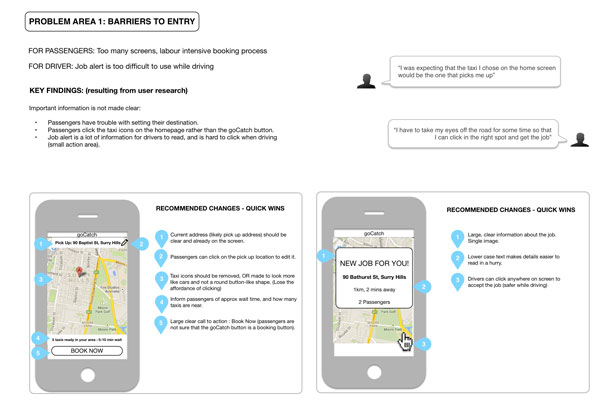 PROBLEM AREA 1: BARRIERS TO ENTRY
FOR PASSENGERS: Too many screens, labour intensive booking process
FOR DRIVER: Job alert is too difficult to use while driving
KEY FINDINGS: (resulting from user research)
Important information is not made clear:
• Passengers have trouble with setting their destination.
• Passengers click the taxi icons on the homepage rather than the goCatch button.
• Job alert is a lot of information for drivers to read, and is hard to click when driving
(small action area).
“I was expecting that the taxi I chose on the home screen
would be the one that picks me up”
“I have to take my eyes off the road for some time so that
I can click in the right spot and get the job”
goCatch
Pick Up: 90 Baptist St, Surry Hills
Moore
Park
Moore
Park Golf
5 taxis ready in your area - 5-10 min wait
BOOK NOW
1
2
3
4
5
RECOMMENDED CHANGES - QUICK WINS
1 Current address (likely pick up address) should be
clear and already on the screen.
2 Passengers can click on the pick up location to edit it.
3 Taxi icons should be removed, OR made to look more
like cars and not a round button-like shape. (Lose the
affordance of clicking)
4 Inform passengers of approx wait time, and how many
taxis are near.
5 Large clear call to action : Book Now (passengers are
not sure that the goCatch button is a booking button).
goCatch
NEW JOB FOR YOU!
90 Bathurst St, Surry Hills
1km, 2 mins away
2 Passengers
Moore
Park Golf
1
2
3
RECOMMENDED CHANGES - QUICK WINS
1 Large, clear information about the job.
Single image.
2 Lower case text makes details easier to
read in a hurry.
3 Drivers can click anywhere on screen to
accept the job (safer while driving)